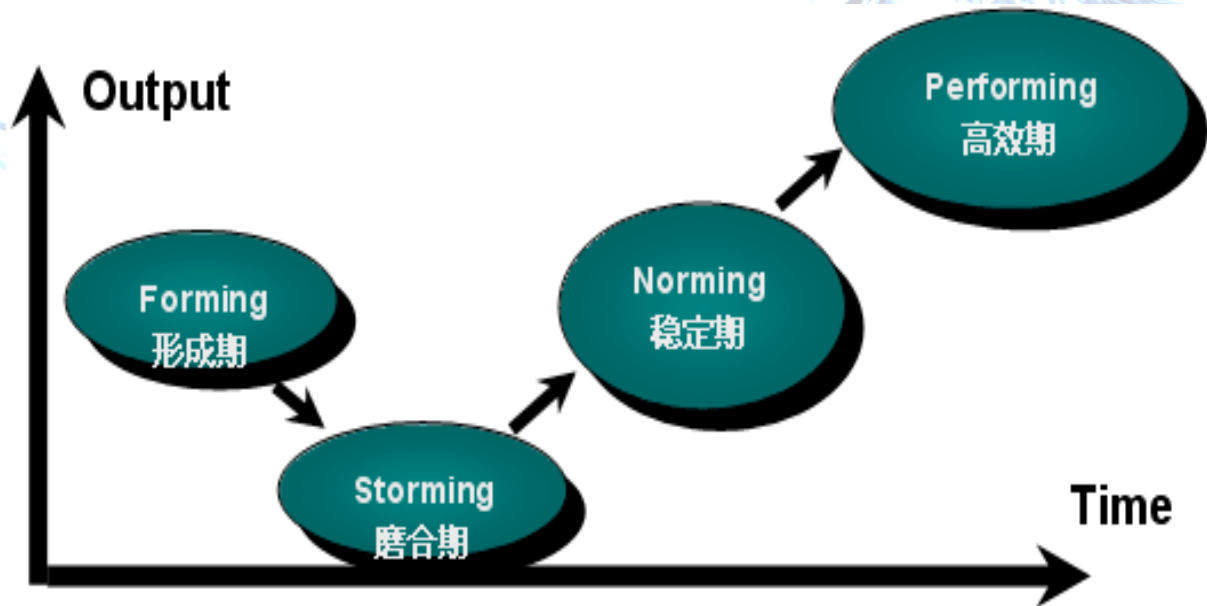 Output
Performing
高效期
Forming
形成期
Norming
稳定期
Storming
磨合期
Time